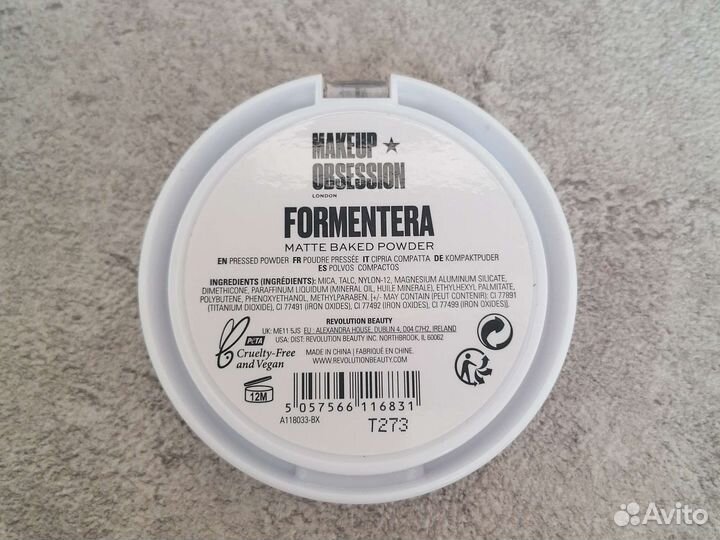 MAKEUP ★
OBSESSION
LONDON
FORMENTERA
MATTE BAKED POWDER
EN PRESSED POWDER FR POUDRE PRESSÉE IT CIPRIA COMPATTA DE KOMPAKTPUDER
ES POLVOS COMPACTOS
INGREDIENTS (INGRÉDIENTS): MICA, TALC, NYLON-12, MAGNESIUM ALUMINUM SILICATE,
DIMETHICONE, PARAFFINUM LIQUIDUM (MINERAL OIL, HUILE MINERALE), ETHYLHEXYL PALMITATE,
POLYBUTENE, PHENOXYETHANOL, METHYLPARABEN, [+/- MAY CONTAIN (PEUT CONTENIR): CI 77891
(TITANIUM DIOXIDE), CI 77491 (IRON OXIDES), CI 77492 (IRON OXIDES), CI 77499 (IRON OXIDES)].
REVOLUTION BEAUTY
UK: ME11 5JS EU: ALEXANDRA HOUSE, DUBLIN 4, D04 C7H2, IRELAND
USA: DIST: REVOLUTION BEAUTY INC. NORTHBROOK, IL 60062
PETA
Cruelty-Free
and Vegan
MADE IN CHINA | FABRIQUÉ EN CHINE.
WWW.REVOLUTIONBEAUTY.COM
12M
5 057566 116831
A118033-BX
T273
Avito